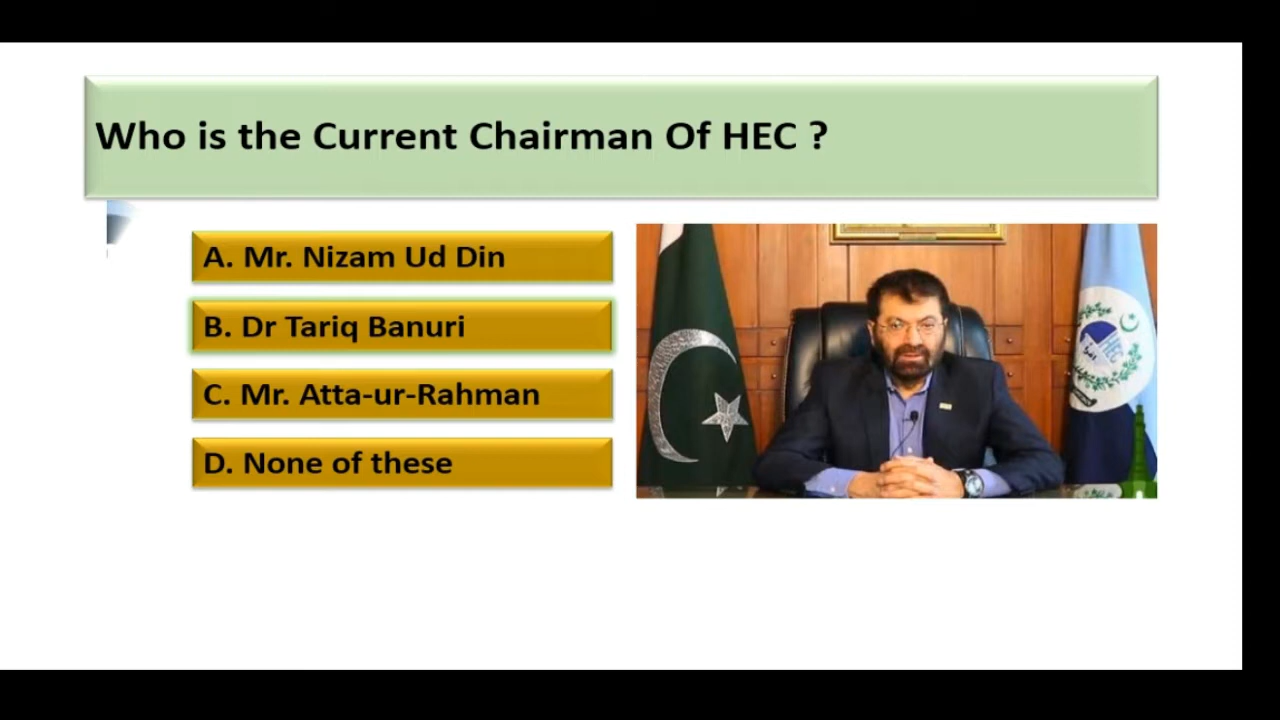 Who is the Current Chairman Of HEC ?
A. Mr. Nizam Ud Din
B. Dr Tariq Banuri
C. Mr. Atta-ur-Rahman
D. None of these
HEC